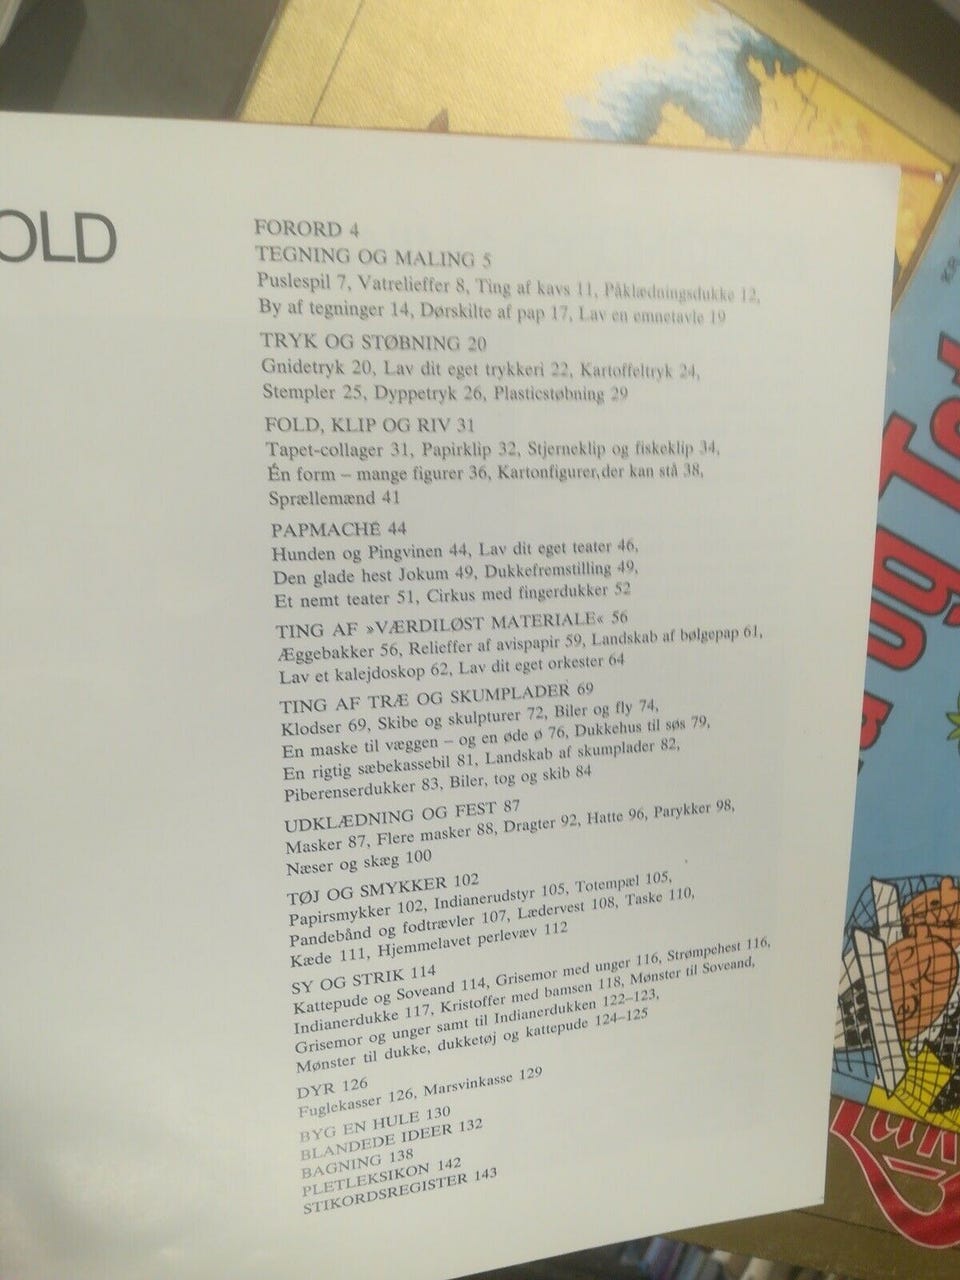 OLD
FORORD 4
TEGNING OG MALING 5
Puslespil 7, Vatrelieffer 8, Ting af kavs 11, Påklædningsdukke 12,
By af tegninger 14, Dørskilte af pap 17, Lav en emnetavle 19
TRYK OG STØBNING 20
Gnidetryk 20, Lav dit eget trykkeri 22, Kartoffeltryk 24,
Stempler 25, Dyppetryk 26, Plasticstøbning 29
FOLD, KLIP OG RIV 31
Tapet-collager 31, Papirklip 32, Stjerneklip og fiskeklip 34,
Én form – mange figurer 36, Kartonfigurer,der kan stå 38,
Sprællemænd 41
PAPMACHÉ 44
Hunden og Pingvinen 44, Lav dit eget teater 46,
Den glade hest Jokum 49, Dukkefremstilling 49,
Et nemt teater 51, Cirkus med fingerdukker 52
TING AF »VÆRDILØST MATERIALE« 56
Æggebakker 56, Relieffer af avispapir 59, Landskab af bølgepap 61,
Lav et kalejdoskop 62, Lav dit eget orkester 64
TING AF TRÆ OG SKUMPLADER 69
Klodser 69, Skibe og skulpturer 72, Biler og fly 74,
En maske til væggen – og en øde ø 76, Dukkehus til søs 79,
En rigtig sæbekassebil 81, Landskab af skumplader 82,
Piberenserdukker 83, Biler, tog og skib 84
UDKLÆDNING OG FEST 87
Masker 87, Flere masker 88, Dragter 92, Hatte 96, Parykker 98,
Næser og skæg 100
TØJ OG SMYKKER 102
Papirsmykker 102, Indianerudstyr 105, Totempæl 105,
Pandebånd og fodtrævler 107, Lædervest 108, Taske 110,
Kæde 111, Hjemmelavet perlevæv 112
SY OG STRIK 114
Kattepude og Soveand 114, Grisemor med unger 116, Strømpehest 116,
Indianerdukke 117, Kristoffer med bamsen 118, Mønster til Soveand,
Grisemor og unger samt til Indianerdukken 122–123,
Mønster til dukke, dukketøj og kattepude 124–125
DYR 126
Fuglekasser 126, Marsvinkasse 129
BYG EN HULE 130
BLANDEDE IDEER 132
BAGNING 138
PLETLEKSIKON 142
STIKORDSREGISTER 143
og
KR